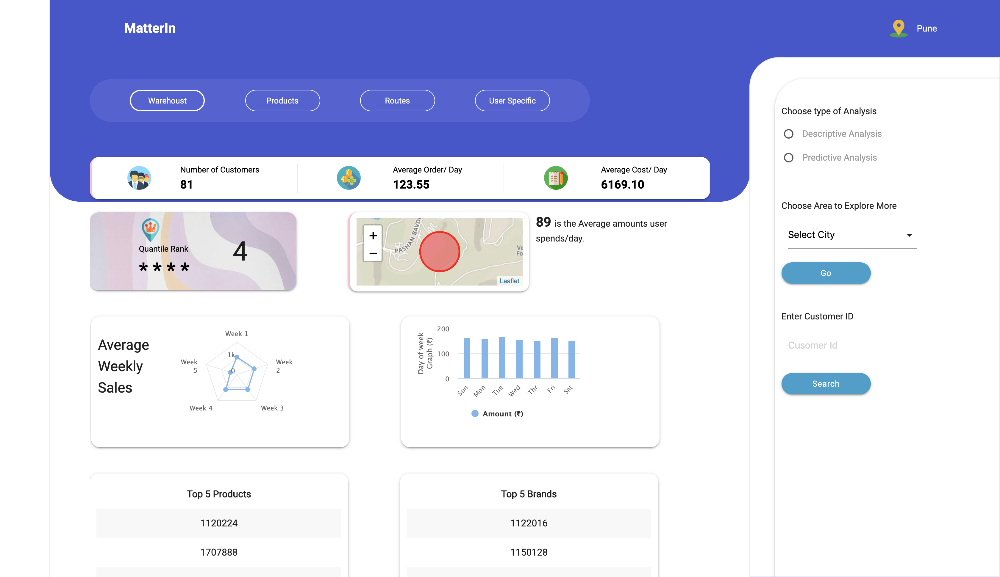 MatterIn
Pune
Warehoust
Products
Routes
User Specific
Number of Customers
81
Average Order/ Day
123.55
Average Cost/ Day
6169.10
Quantile Rank
* * * *
4
+
−
PASHAN-BAVD
Ve
Fo
Leaflet
89 is the Average amounts user
spends/day.
Average
Weekly
Sales
Week 1
Week
2
Week 3
Week 4
Week
5
1k
0
Day of week
Graph (₹)
200
100
0
Sun
Mon
Tue
Wed
Thr
Fri
Sat
Amount (₹)
Top 5 Products
1120224
1707888
Top 5 Brands
1122016
1150128
Choose type of Analysis
Descriptive Analysis
Predictive Analysis
Choose Area to Explore More
Select City
Go
Enter Customer ID
Cusomer Id
Search